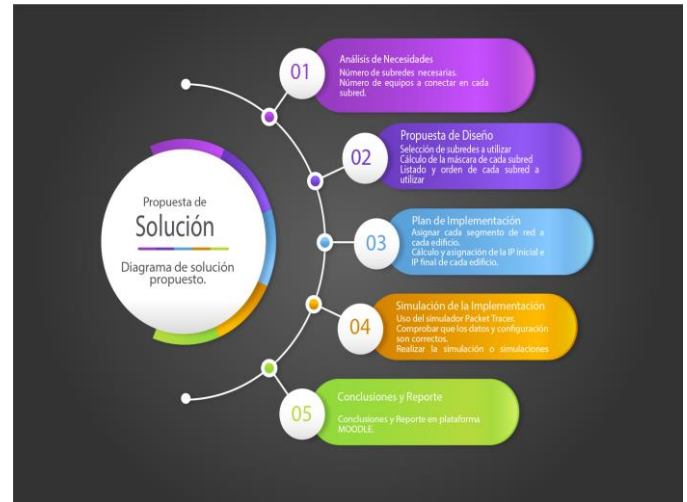 Propuesta de
Solución
Diagrama de solución
propuesto.
01
Análisis de Necesidades
Número de subredes necesarias.
Número de equipos a conectar en cada
subred.
02
Propuesta de Diseño
Selección de subredes a utilizar
Cálculo de la máscara de cada subred
Listado y orden de cada subred a
utilizar
03
Plan de Implementación
Asignar cada segmento de red a
cada edificio.
Cálculo y asignación de la IP inicial e
IP final de cada edificio.
04
Simulación de la Implementación
Uso del simulador Packet Tracer.
Comprobar que los datos y configuración
son correctos.
Realizar la simulación o simulaciones
05
Conclusiones y Reporte
Conclusiones y Reporte en plataforma
MOODLE.